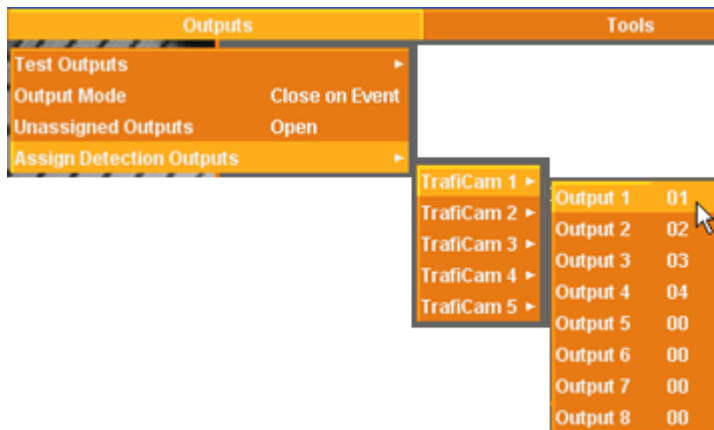 Outputs Tools
Test Outputs
Output Mode Close on Event
Unassigned Outputs Open
Assign Detection Outputs
TrafiCam 1
TrafiCam 2
TrafiCam 3
TrafiCam 4
TrafiCam 5
Output 1 01
Output 2 02
Output 3 03
Output 4 04
Output 5 00
Output 6 00
Output 7 00
Output 8 00